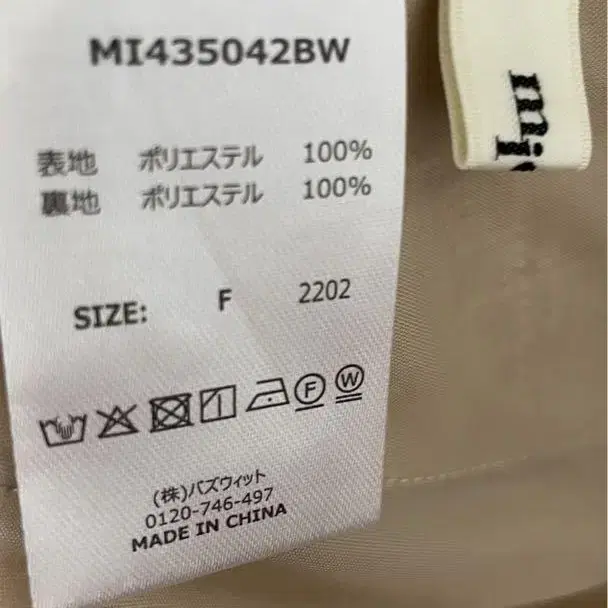 MI435042BW
表地 ポリエステル 100%
裏地 ポリエステル 100%
SIZE: F 2202
F W
(株)バズウィット
0120-746-497
MADE IN CHINA